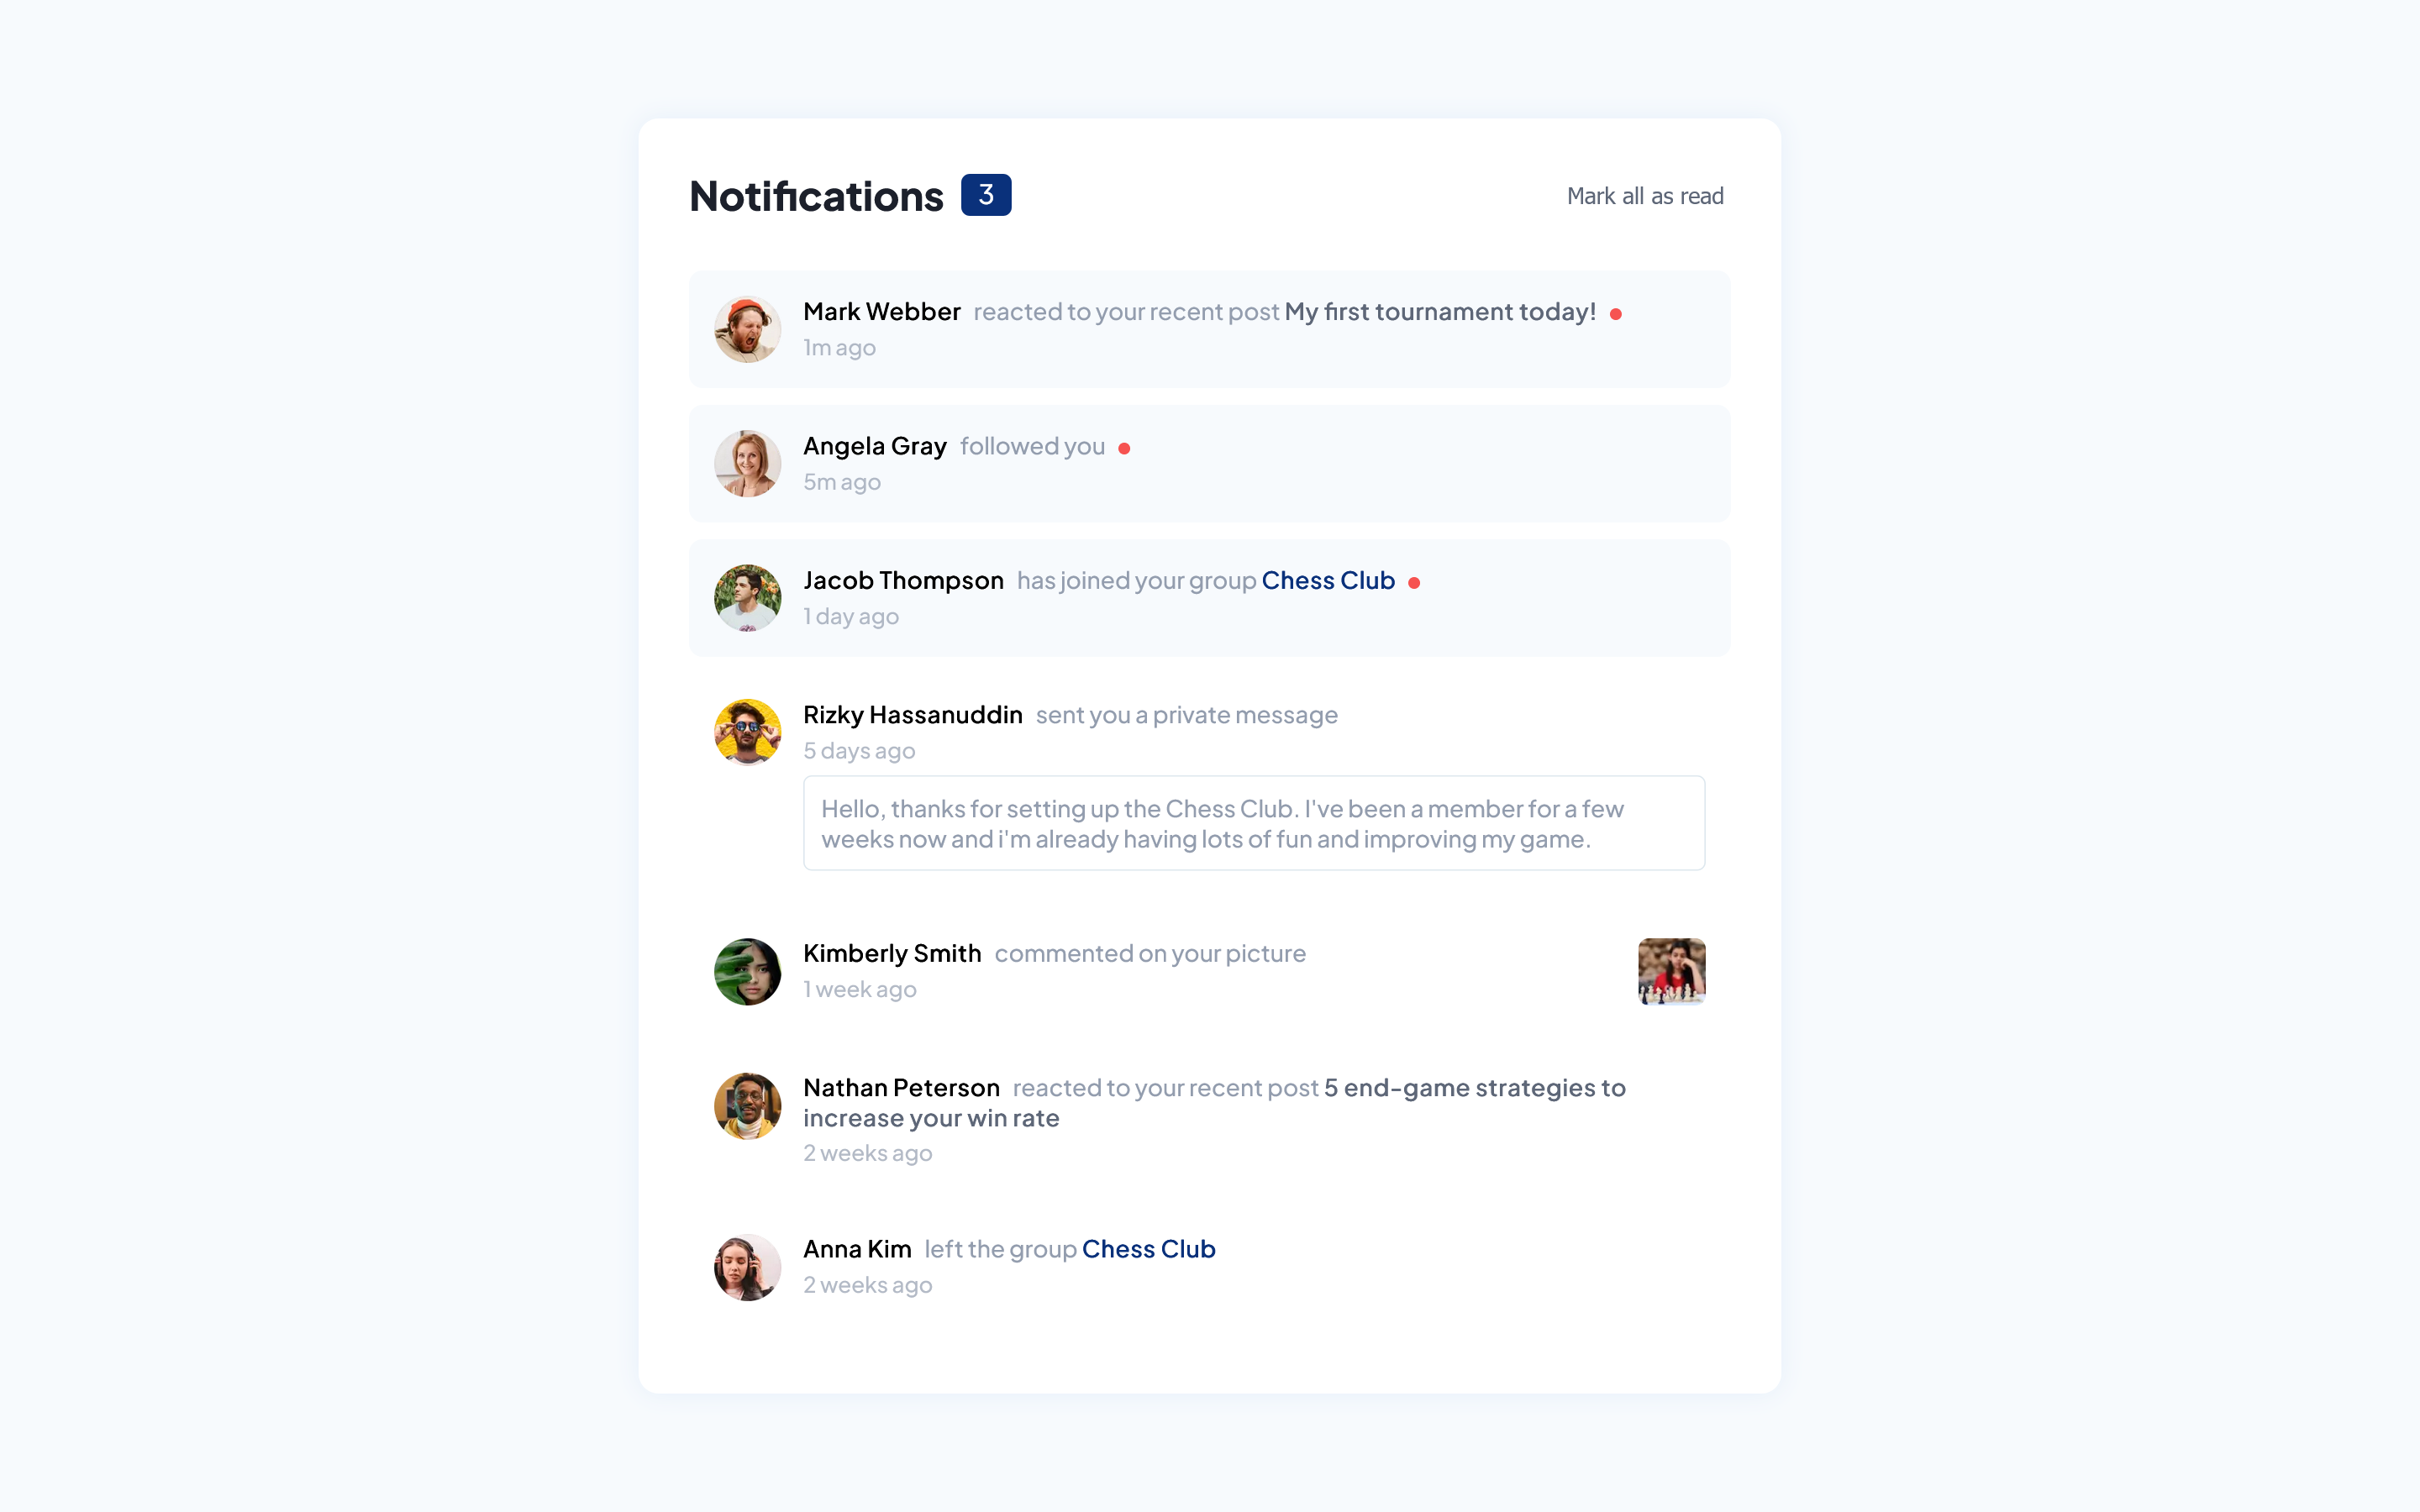 Notifications 3 Mark all as read
Mark Webber reacted to your recent post My first tournament today!
1m ago
Angela Gray followed you
5m ago
Jacob Thompson has joined your group Chess Club
1 day ago
Rizky Hassanuddin sent you a private message
5 days ago
Hello, thanks for setting up the Chess Club. I've been a member for a few
weeks now and i'm already having lots of fun and improving my game.
Kimberly Smith commented on your picture
1 week ago
Nathan Peterson reacted to your recent post 5 end-game strategies to
increase your win rate
2 weeks ago
Anna Kim left the group Chess Club
2 weeks ago